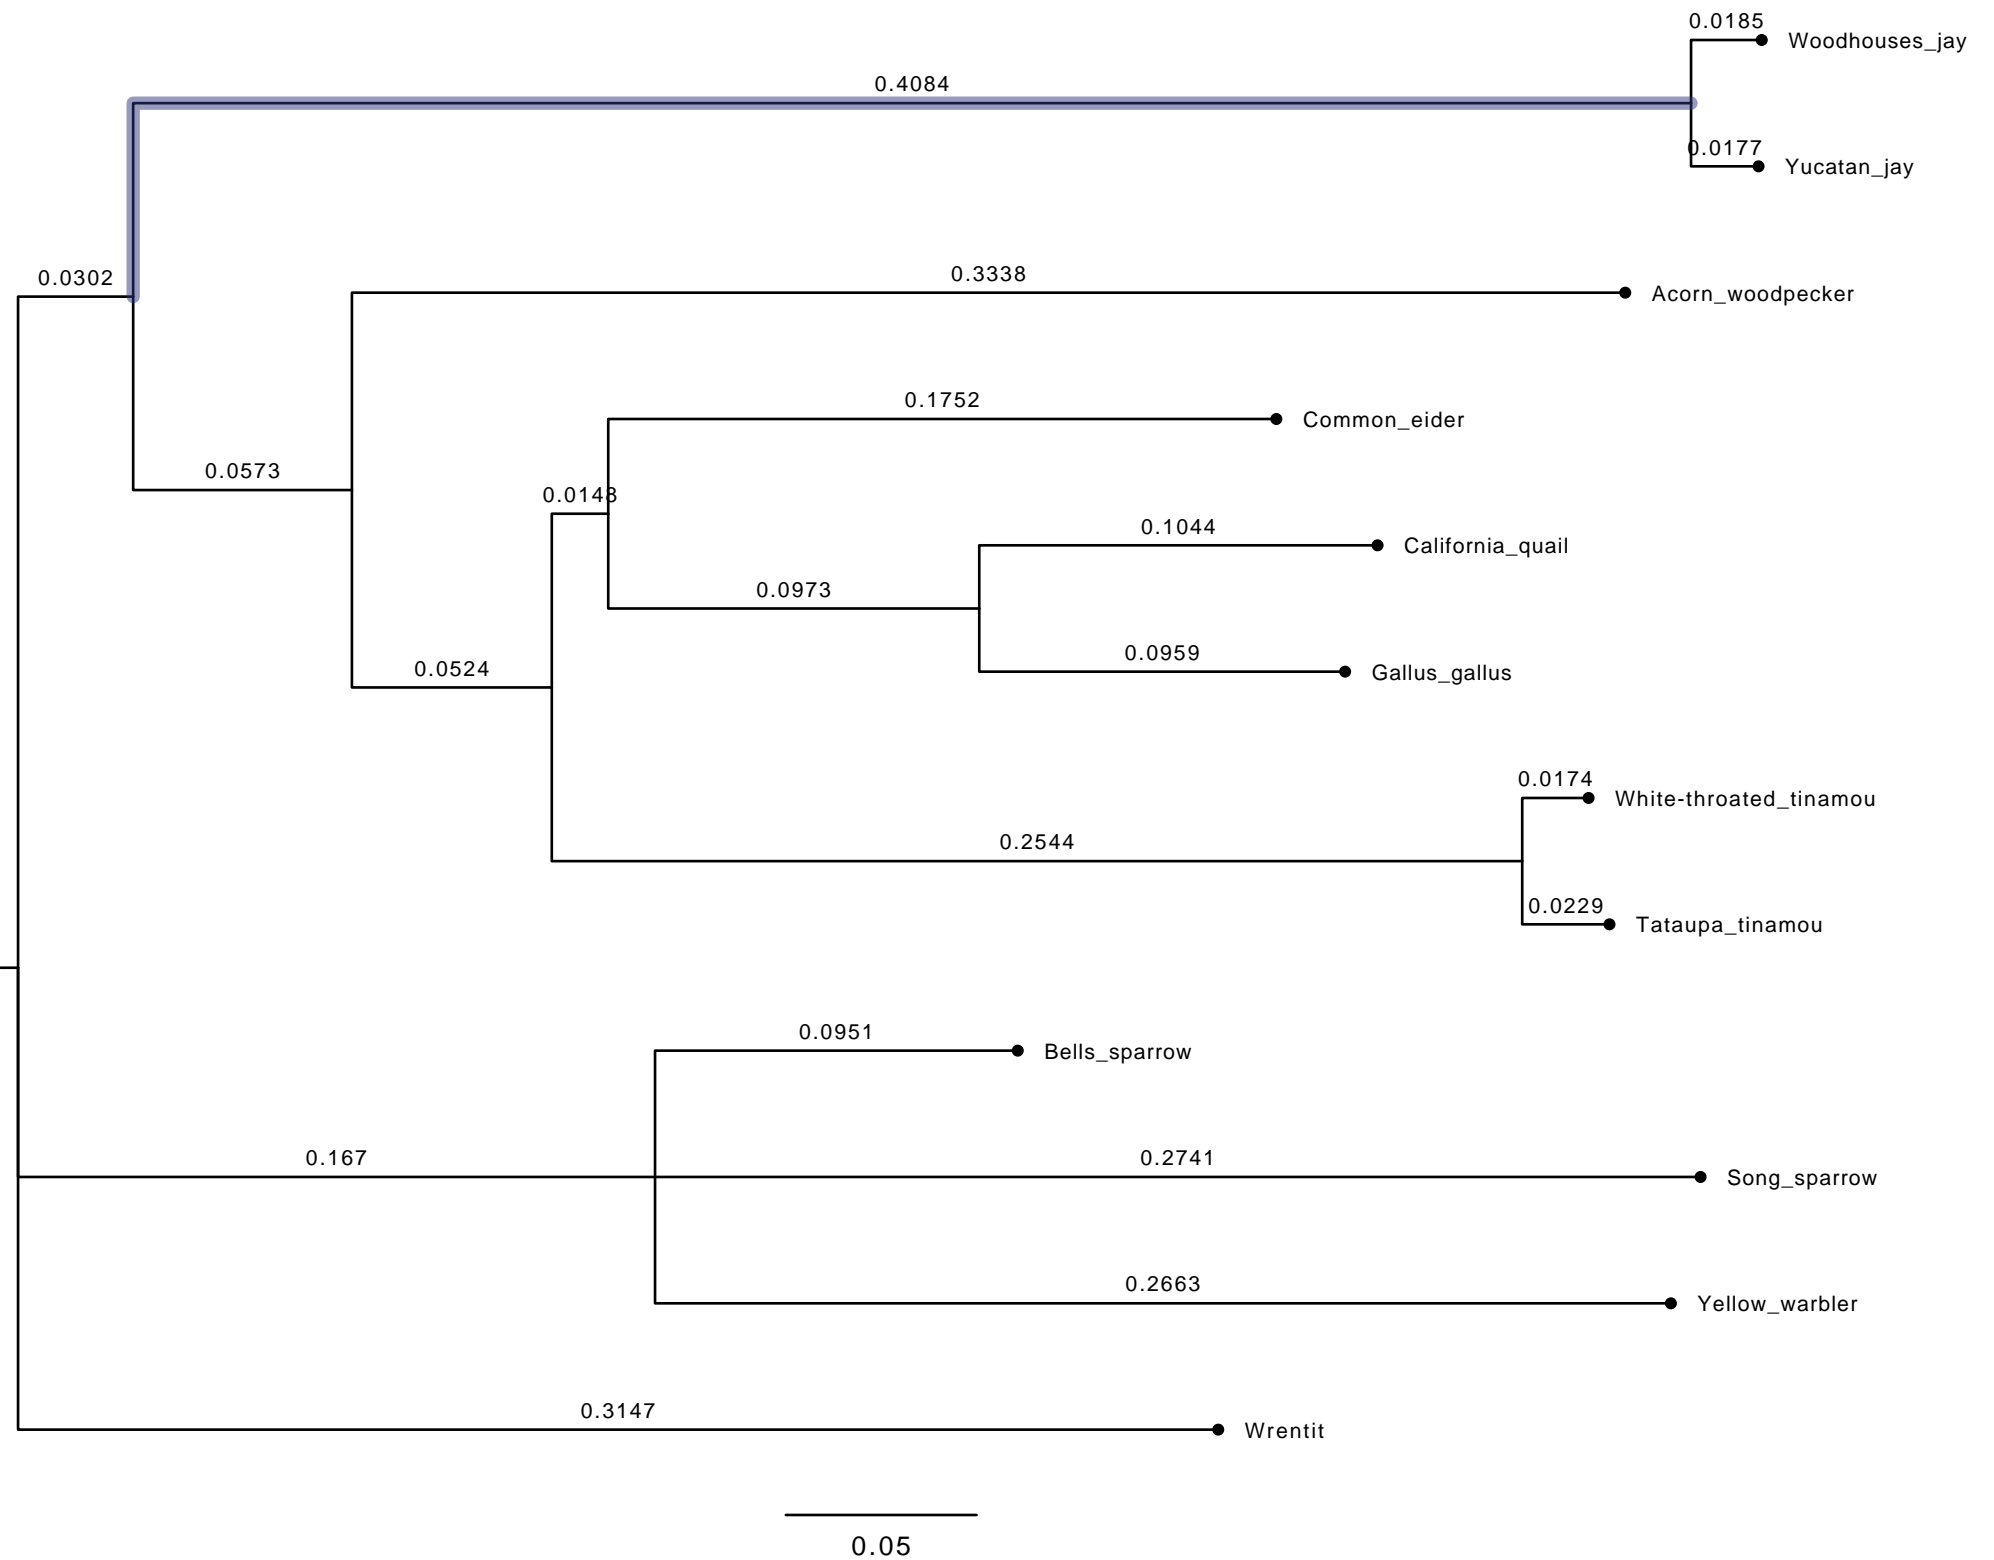 0.0185
Woodhouses_jay
0.4084
0.0177
Yucatan_jay
0.0302
0.3338
Acorn_woodpecker
0.1752
Common_eider
0.0573
0.0148
0.1044
California_quail
0.0973
0.0959
Gallus_gallus
0.0524
0.0174
White-throated_tinamou
0.2544
0.0229
Tataupa_tinamou
0.0951
Bells_sparrow
0.167
0.2741
Song_sparrow
0.2663
Yellow_warbler
0.3147
Wrentit
0.05